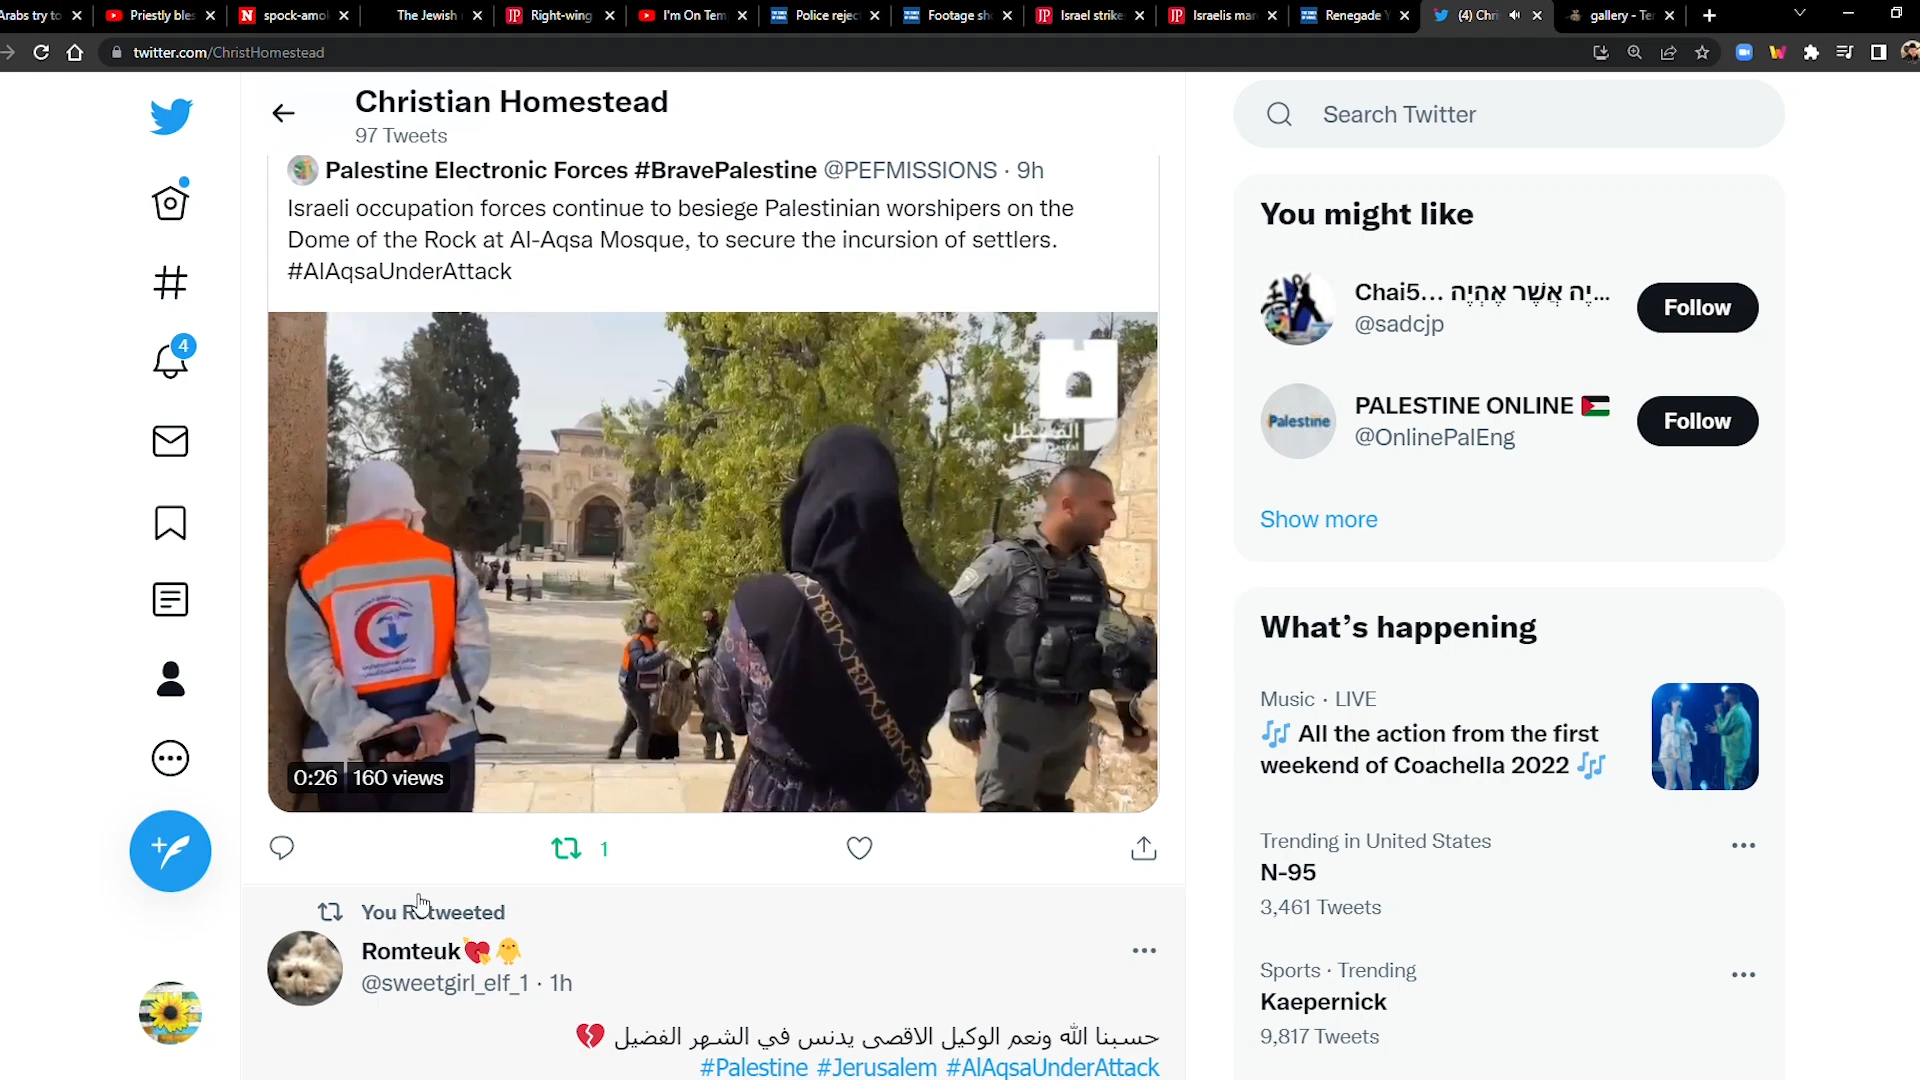 Arabs try to
Priestly bles
spock-amol
The Jewish
Right-wing
I'm On Tem
Police rejec
Footage sh
Israel strike
Israelis mar
Renegade Y
(4) Chri
gallery - Te
twitter.com/ChristHomestead
Christian Homestead
97 Tweets
Palestine Electronic Forces #BravePalestine @PEFMISSIONS · 9h
Israeli occupation forces continue to besiege Palestinian worshipers on the
Dome of the Rock at Al-Aqsa Mosque, to secure the incursion of settlers.
#AlAqsaUnderAttack
0:26 160 views
1
You Retweeted
Romteuk
@sweetgirl_elf_1 · 1h
حسبنا الله ونعم الوكيل الاقصى يدنس في الشهر الفضيل
#Palestine #Jerusalem #AlAqsaUnderAttack
4
Search Twitter
You might like
Chai5... יֶה אֲשֶׁר אֶהְיֶה...
@sadcjp
Follow
PALESTINE ONLINE
@OnlinePalEng
Palestine
Follow
Show more
What's happening
Music · LIVE
All the action from the first
weekend of Coachella 2022
Trending in United States
N-95
3,461 Tweets
Sports · Trending
Kaepernick
9,817 Tweets